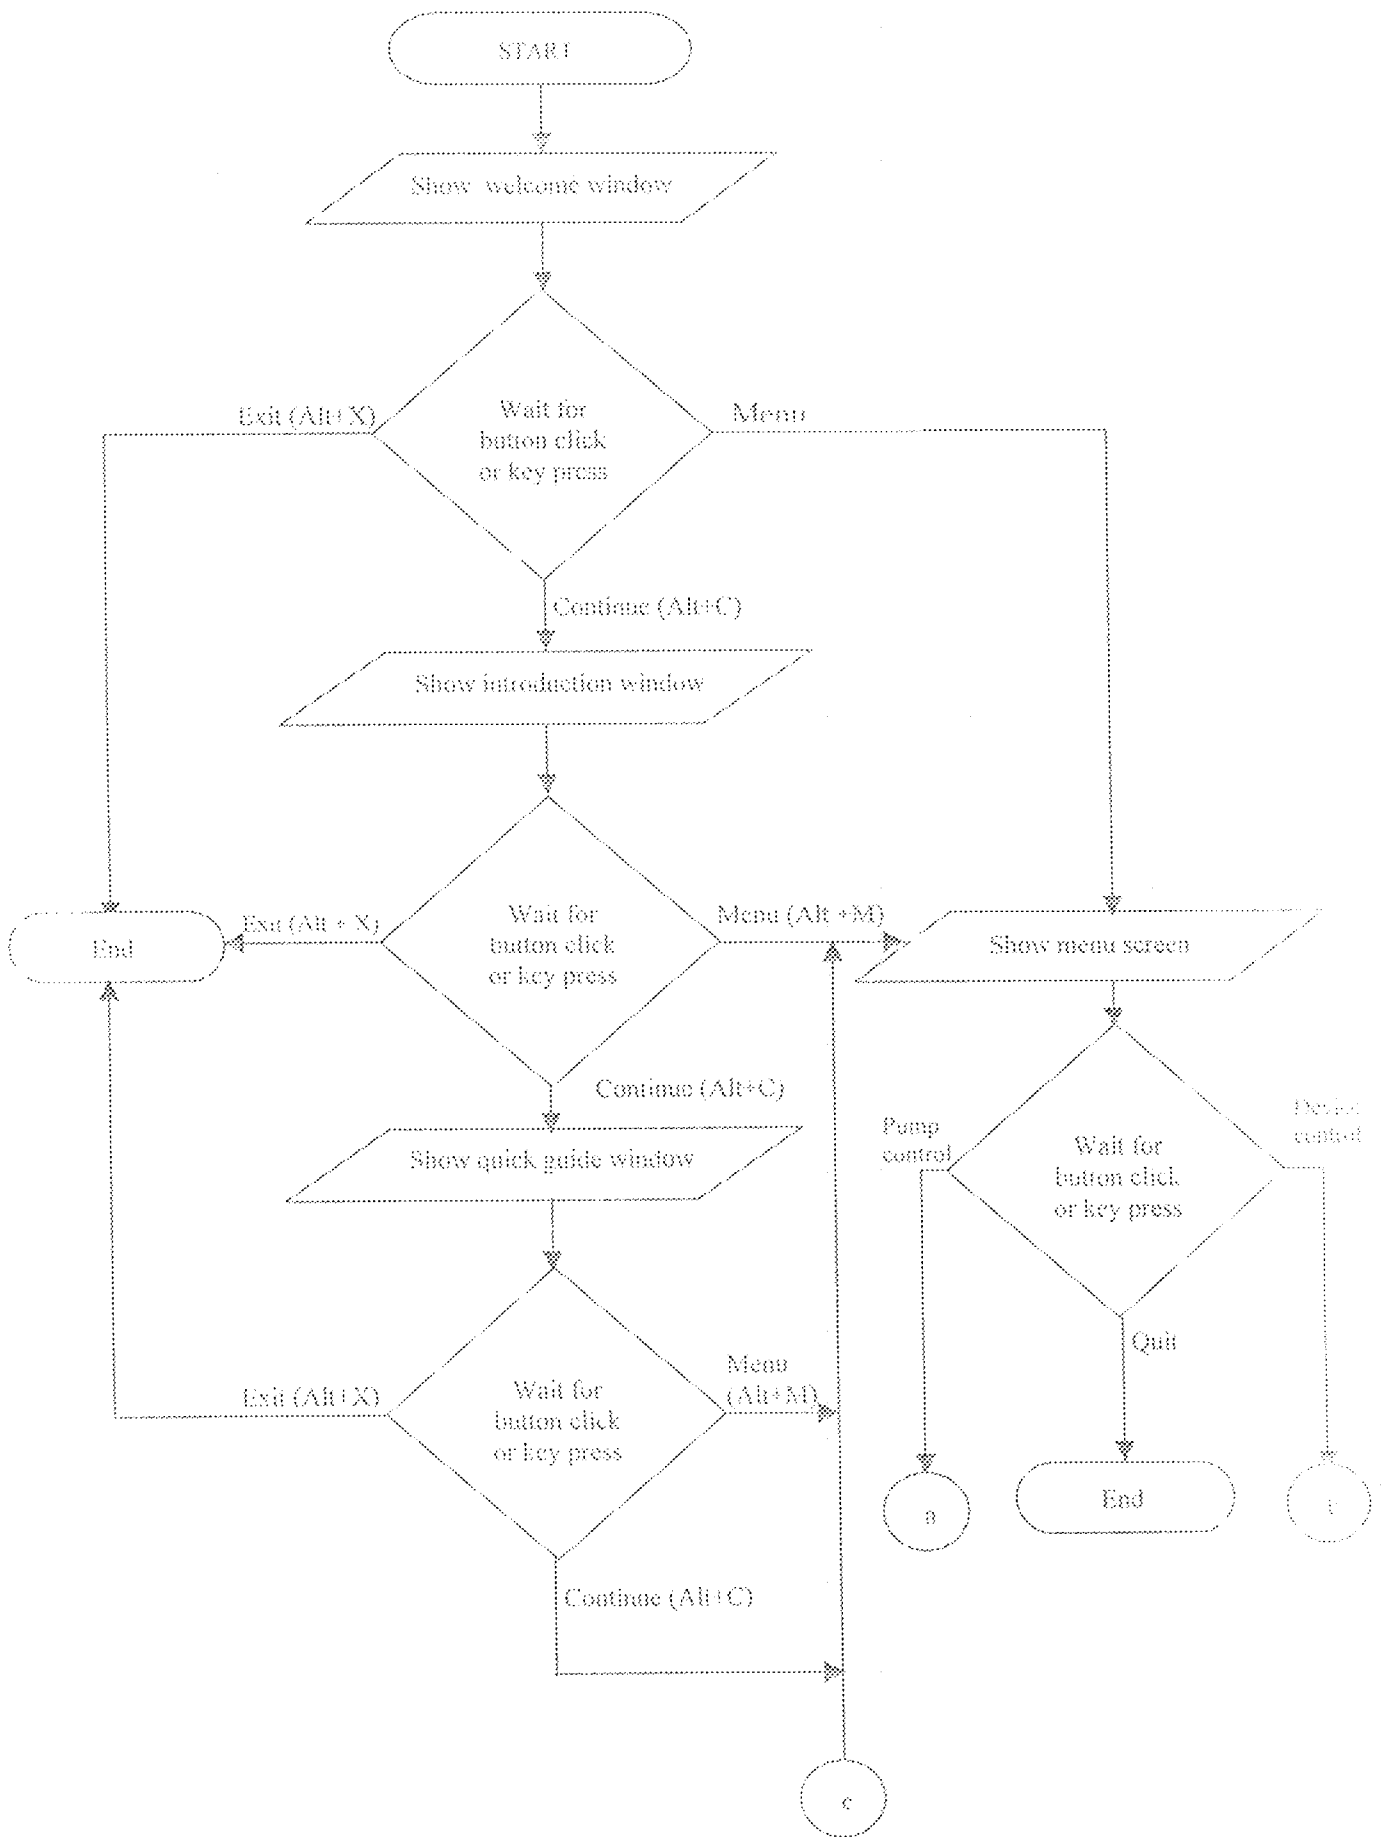 START
Show welcome window
Exit (Alt+X)
Wait for
button click
or key press
Menu
Continue (Alt+C)
Show introduction window
End
Exit (Alt + X)
Wait for
button click
or key press
Menu (Alt +M)
Show menu screen
Continue (Alt+C)
Show quick guide window
Pump
control
Wait for
button click
or key press
Device
control
Quit
Exit (Alt+X)
Wait for
button click
or key press
Menu
(Alt+M)
a
End
Continue (Alt+C)
c